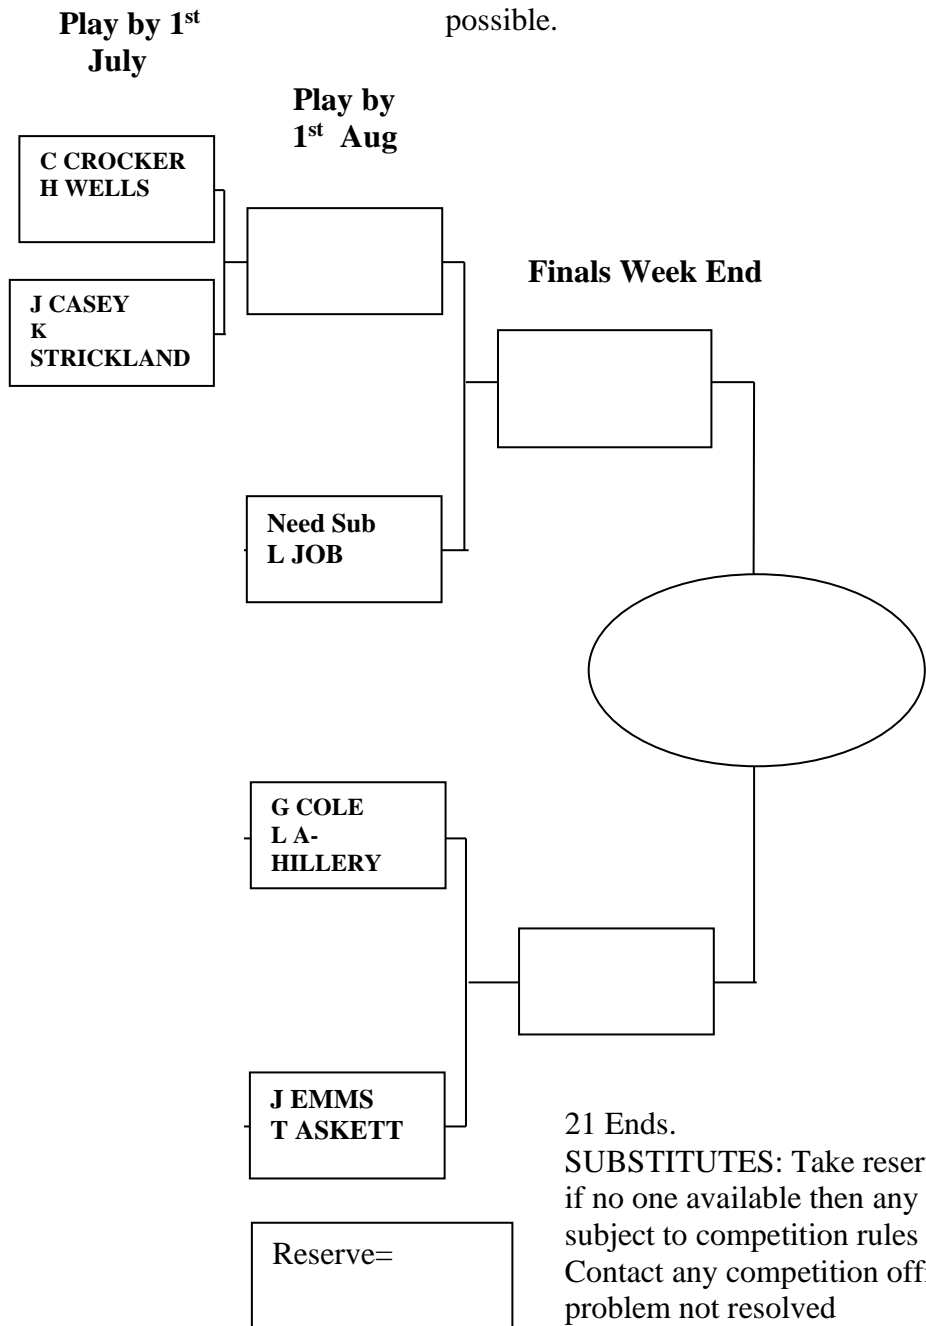 Play by 1st
July
possible.
Play by
1st Aug
C CROCKER
H WELLS
Finals Week End
J CASEY
K
STRICKLAND
Need Sub
L JOB
G COLE
L A-
HILLERY
J EMMS
T ASKETT
21 Ends.
SUBSTITUTES: Take
if no one available then any
subject to competition rules
Contact any competition
problem not resolved
Reserve=